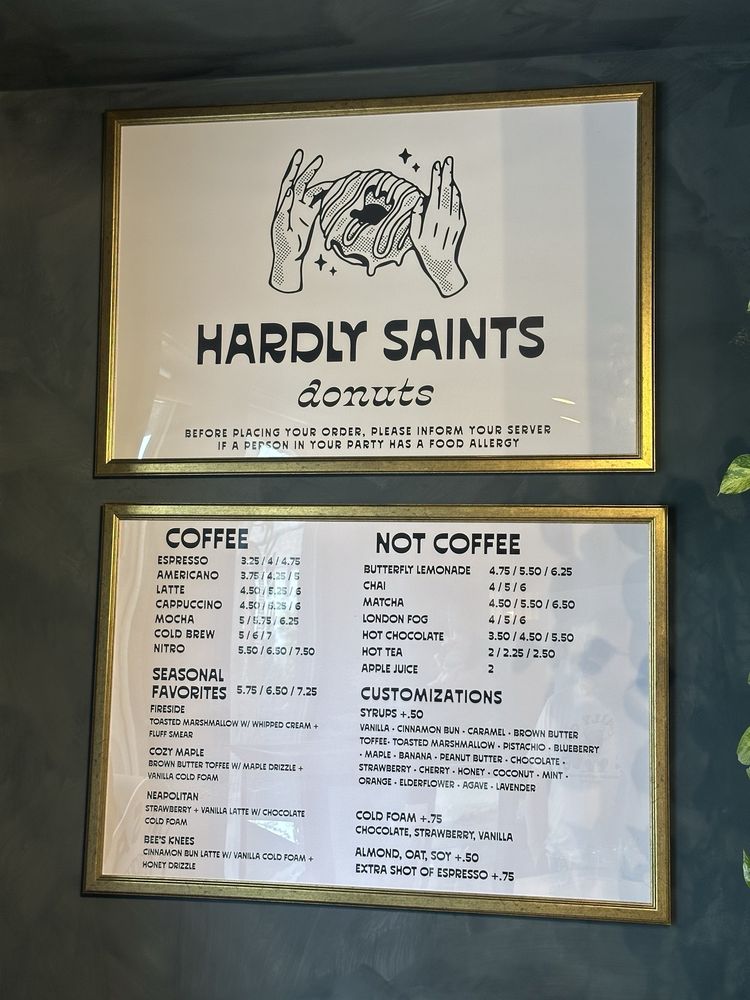 HARDLY SAINTS
donuts
BEFORE PLACING YOUR ORDER, PLEASE INFORM YOUR SERVER
IF A PERSON IN YOUR PARTY HAS A FOOD ALLERGY
COFFEE
ESPRESSO 3.25 / 4 / 4.75
AMERICANO 3.75 / 4.25 / 5
LATTE 4.50 / 5.25 / 6
CAPPUCCINO 4.50 / 5.25 / 6
MOCHA 5 / 5.75 / 6.25
COLD BREW 5 / 6 / 7
NITRO 5.50 / 6.50 / 7.50
SEASONAL
FAVORITES 5.75 / 6.50 / 7.25
FIRESIDE
TOASTED MARSHMALLOW W/ WHIPPED CREAM +
FLUFF SMEAR
COZY MAPLE
BROWN BUTTER TOFFEE W/ MAPLE DRIZZLE +
VANILLA COLD FOAM
NEAPOLITAN
STRAWBERRY + VANILLA LATTE W/ CHOCOLATE
COLD FOAM
BEE'S KNEES
CINNAMON BUN LATTE W/ VANILLA COLD FOAM +
HONEY DRIZZLE
NOT COFFEE
BUTTERFLY LEMONADE 4.75 / 5.50 / 6.25
CHAI 4 / 5 / 6
MATCHA 4.50 / 5.50 / 6.50
LONDON FOG 4 / 5 / 6
HOT CHOCOLATE 3.50 / 4.50 / 5.50
HOT TEA 2 / 2.25 / 2.50
APPLE JUICE 2
CUSTOMIZATIONS
SYRUPS +.50
VANILLA • CINNAMON BUN • CARAMEL • BROWN BUTTER
TOFFEE• TOASTED MARSHMALLOW • PISTACHIO • BLUEBERRY
• MAPLE • BANANA • PEANUT BUTTER • CHOCOLATE •
STRAWBERRY • CHERRY • HONEY • COCONUT • MINT •
ORANGE • ELDERFLOWER • AGAVE • LAVENDER
COLD FOAM +.75
CHOCOLATE, STRAWBERRY, VANILLA
ALMOND, OAT, SOY +.50
EXTRA SHOT OF ESPRESSO +.75